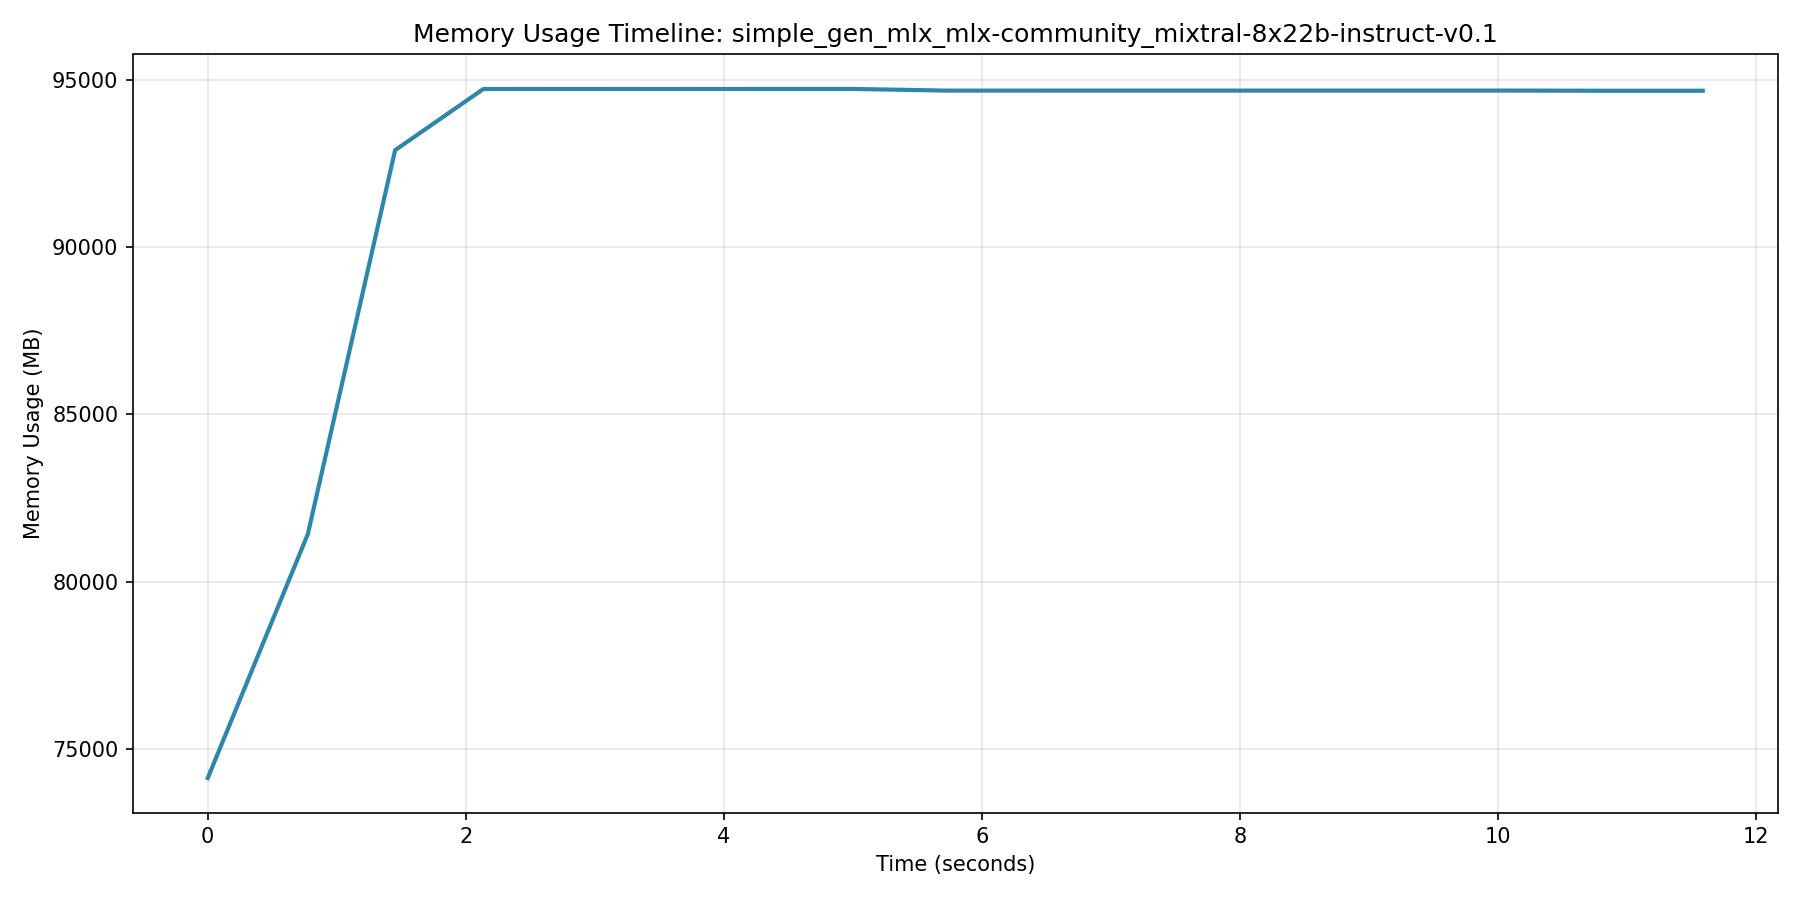 Memory Usage Timeline: simple_gen_mlx_mlx-community_mixtral-8x22b-instruct-v0.1
Memory Usage (MB)
95000
90000
85000
80000
75000
0 2 4 6 8 10 12
Time (seconds)